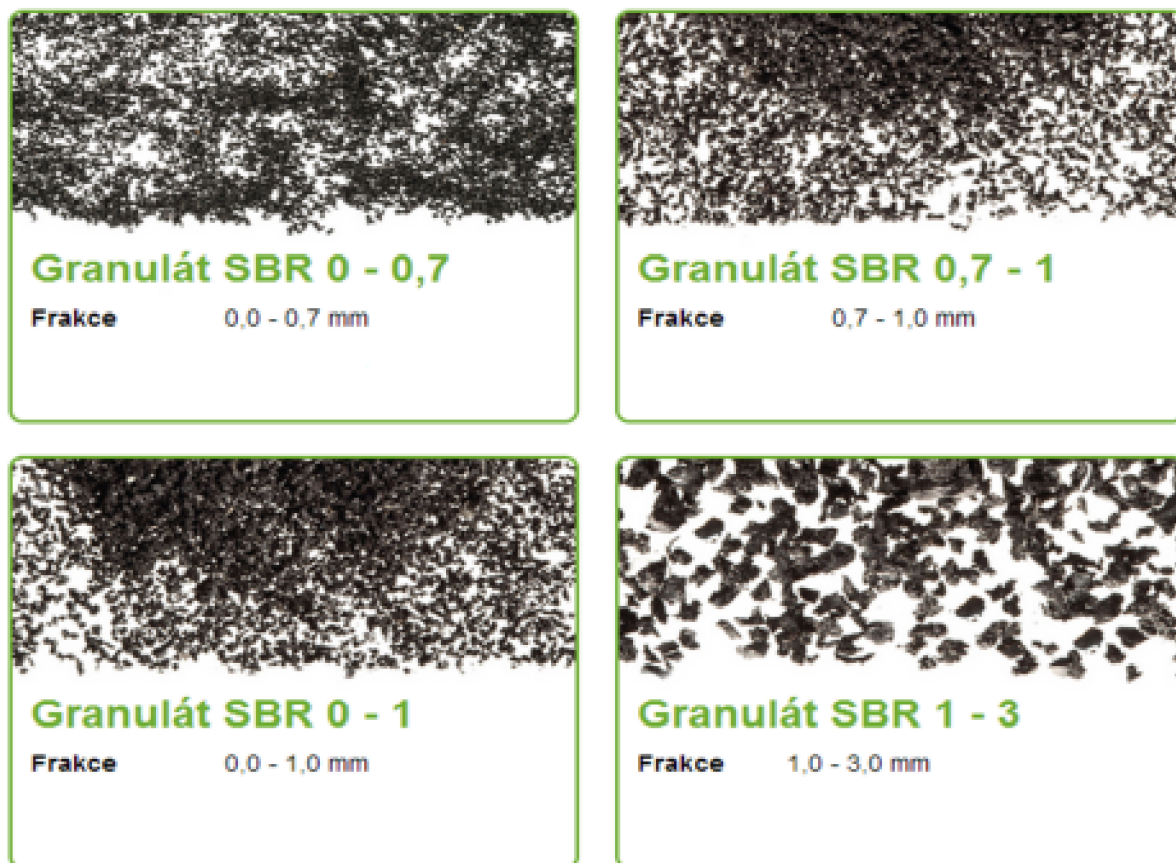 Granulát SBR 0 - 0,7
Frakce 0,0 - 0,7 mm
Granulát SBR 0,7 - 1
Frakce 0,7 - 1,0 mm
Granulát SBR 0 - 1
Frakce 0,0 - 1,0 mm
Granulát SBR 1 - 3
Frakce 1,0 - 3,0 mm